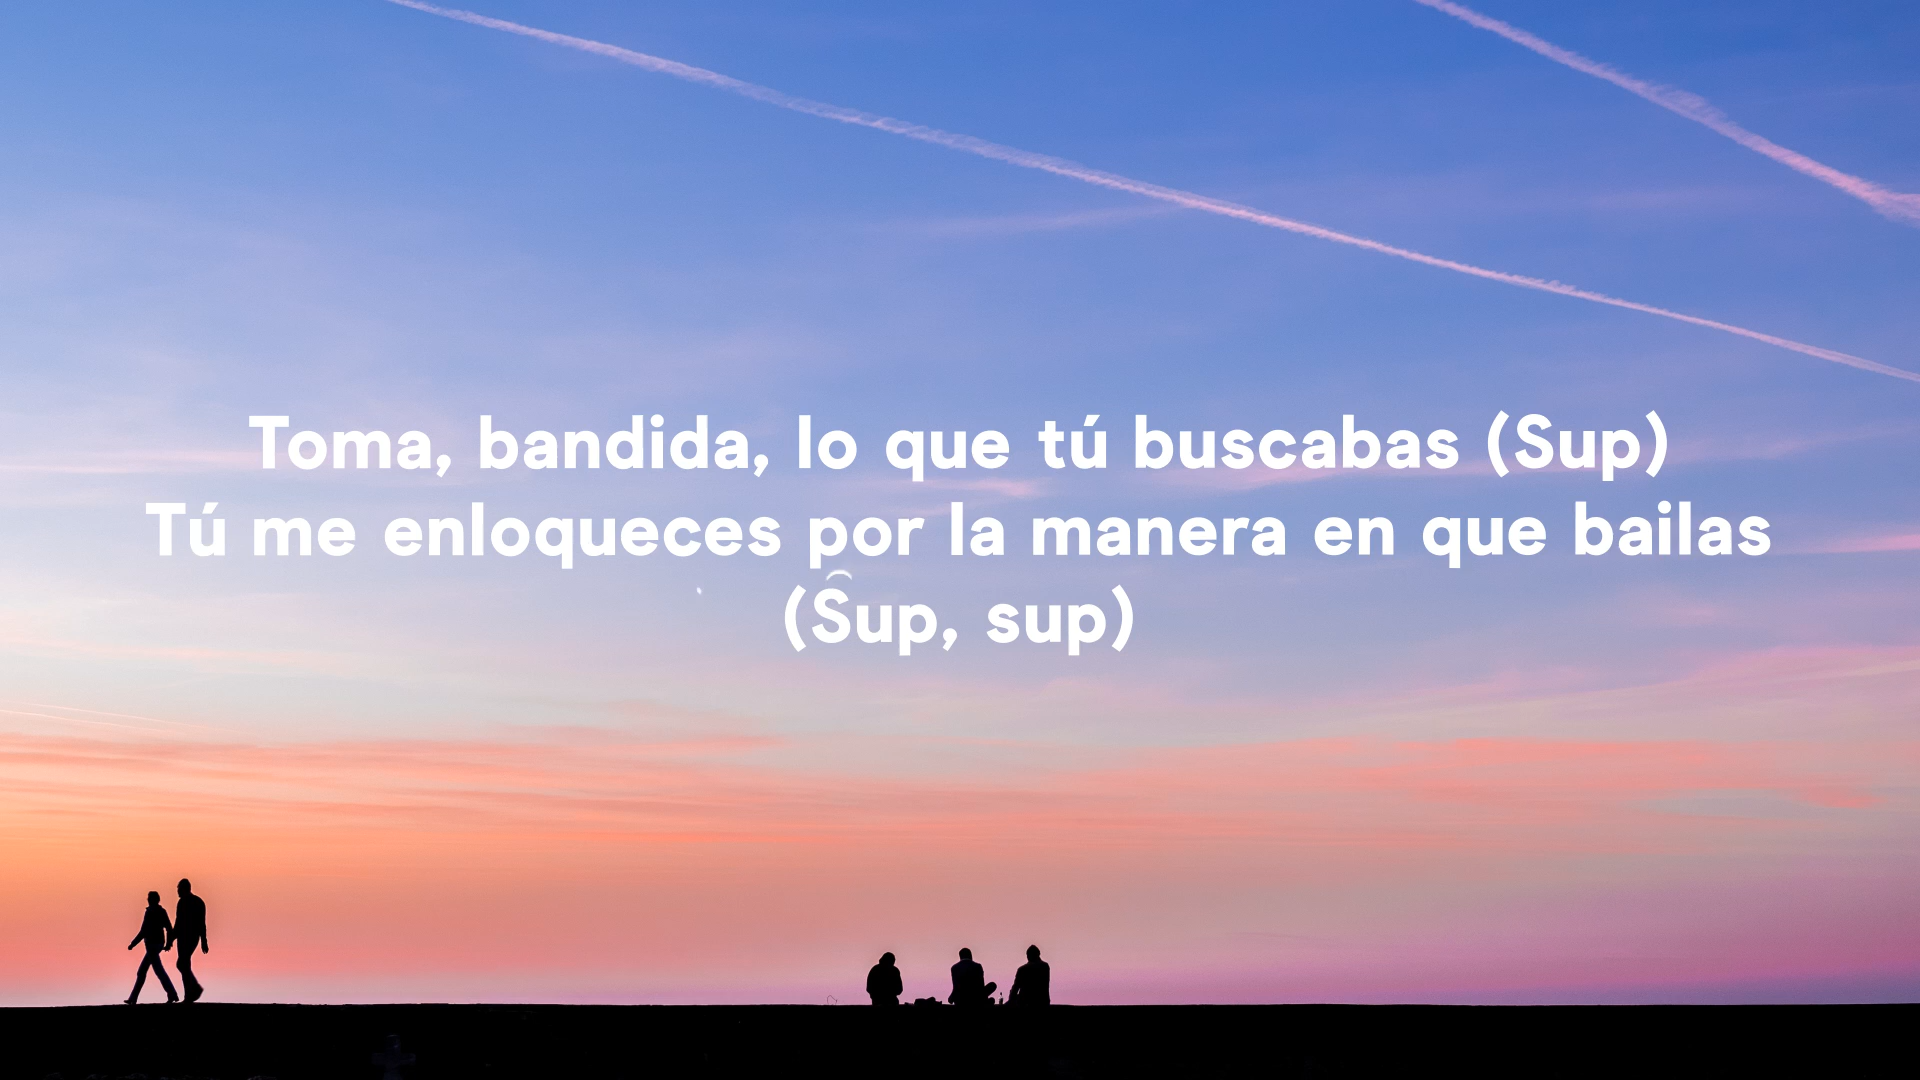 Toma, bandida, lo que tú buscabas (Sup)
Tú me enloqueces por la manera en que bailas
(Sup, sup)